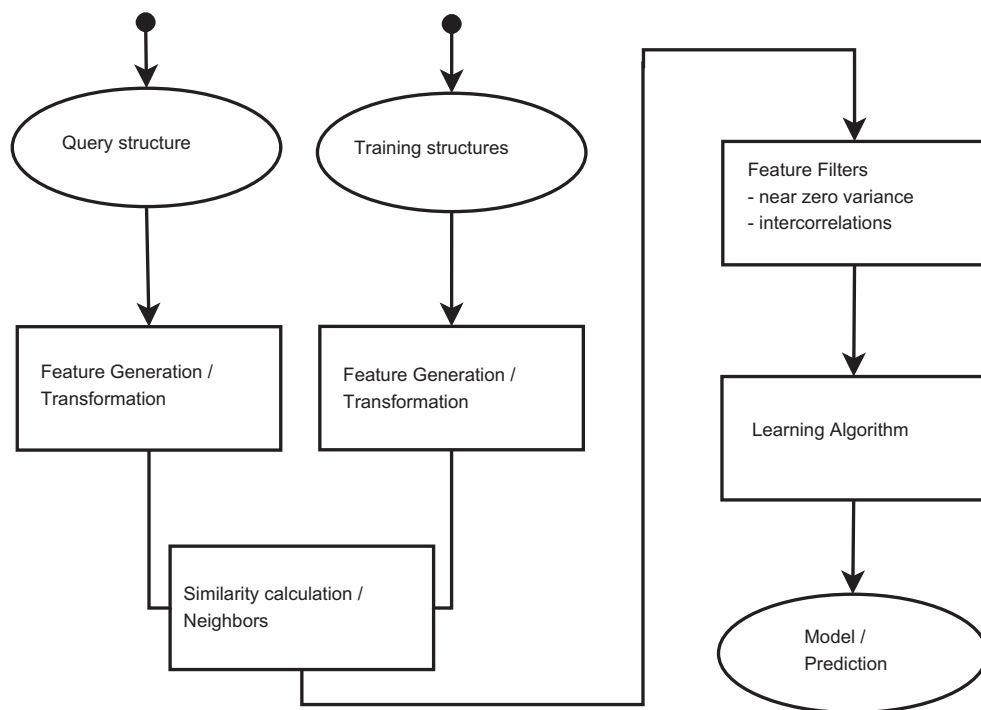 Query structure
Training structures
Feature Generation /
Transformation
Feature Generation /
Transformation
Similarity calculation /
Neighbors
Feature Filters
- near zero variance
- intercorrelations
Learning Algorithm
Model /
Prediction